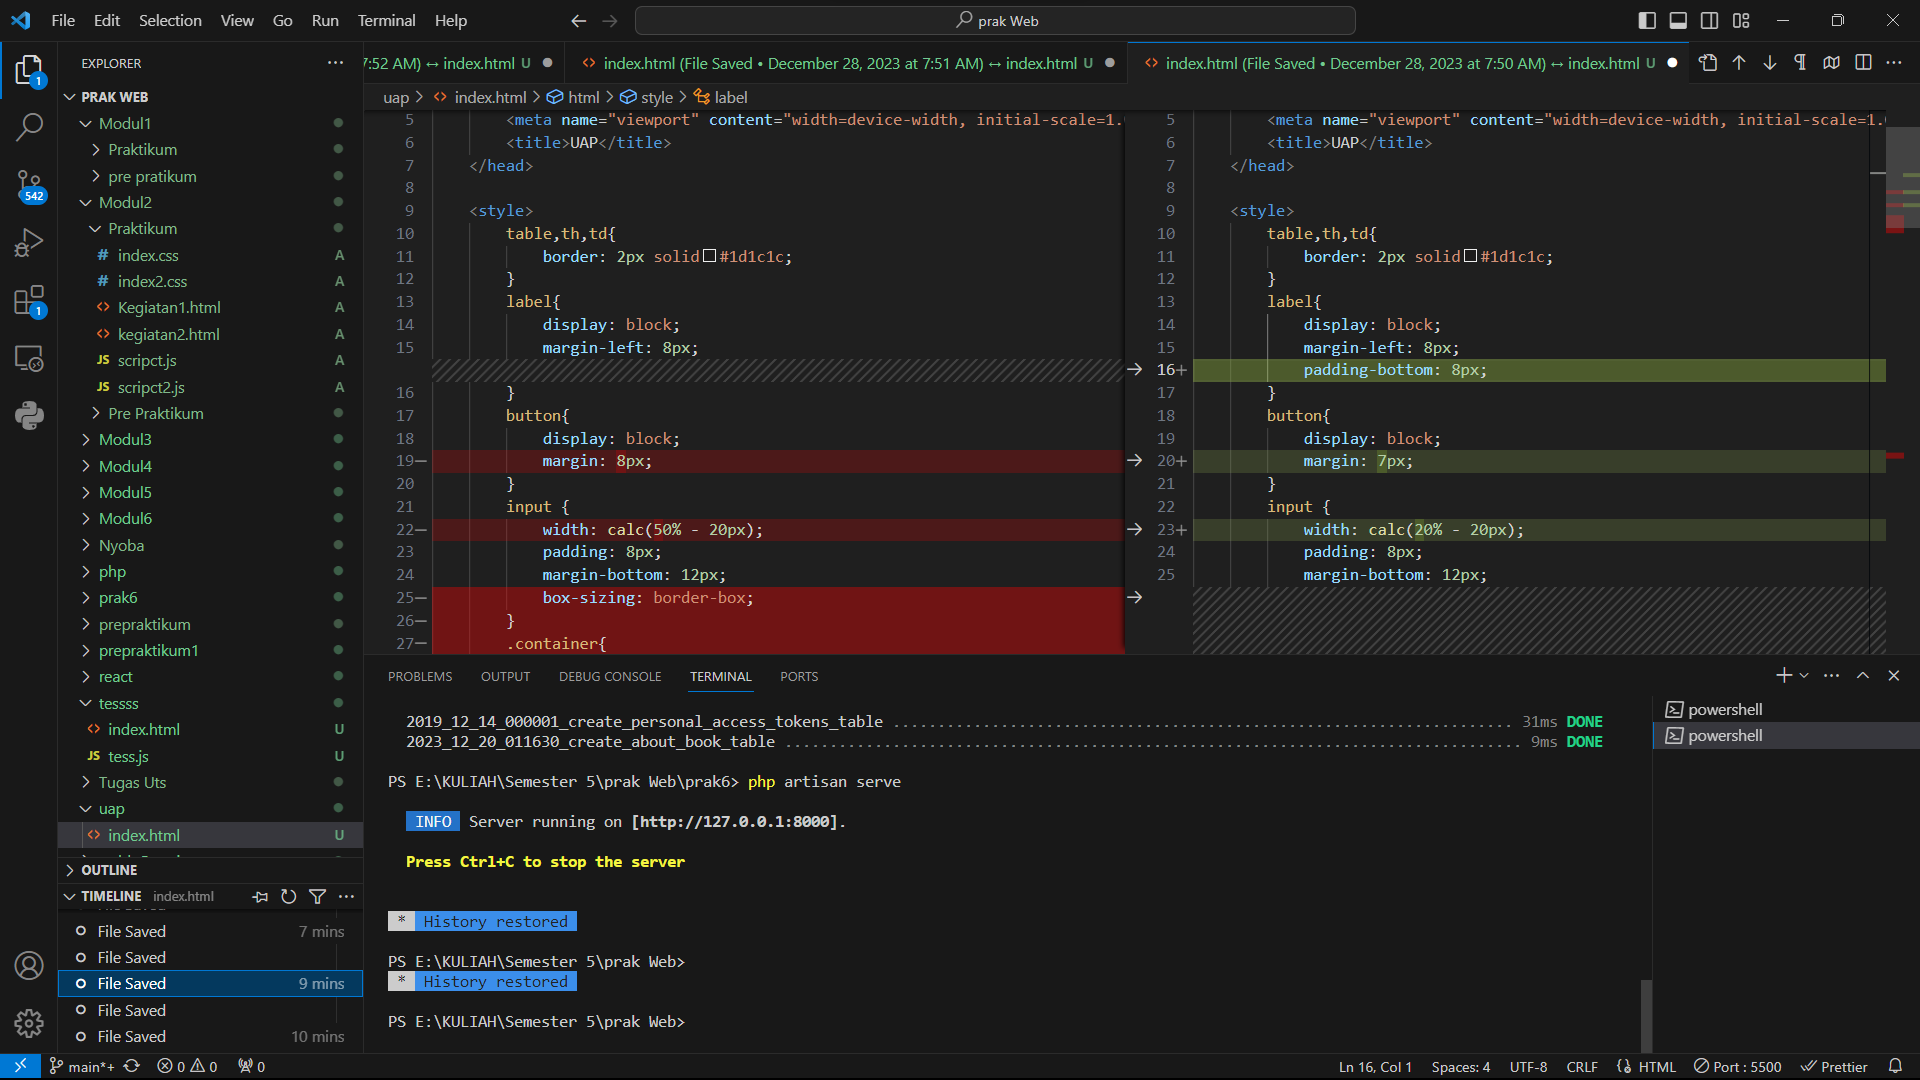 File Edit Selection View Go Run Terminal Help
prak Web
EXPLORER
7:52 AM) ↔ index.html U
index.html (File Saved • December 28, 2023 at 7:51 AM) ↔ index.html U
index.html (File Saved • December 28, 2023 at 7:50 AM) ↔ index.html U
uap > index.html > html > style > label
1
542
1
PRAK WEB
Modul1
Praktikum
pre pratikum
Modul2
Praktikum
# index.css A
# index2.css A
<> Kegiatan1.html A
<> kegiatan2.html A
JS scripct.js A
JS scripct2.js A
Pre Praktikum
Modul3
Modul4
Modul5
Modul6
Nyoba
php
prak6
prepraktikum
prepraktikum1
react
tessss
<> index.html U
JS tess.js U
Tugas Uts
uap
<> index.html U
OUTLINE
TIMELINE index.html
File Saved 7 mins
File Saved
File Saved 9 mins
File Saved
File Saved 10 mins
5 <meta name="viewport" content="width=device-width, initial-scale=1.
6 <title>UAP</title>
7 </head>
8
9 <style>
10 table,th,td{
11 border: 2px solid #1d1c1c;
12 }
13 label{
14 display: block;
15 margin-left: 8px;
16 }
17 button{
18 display: block;
19— margin: 8px;
20 }
21 input {
22— width: calc(50% - 20px);
23 padding: 8px;
24 margin-bottom: 12px;
25— box-sizing: border-box;
26— }
27— .container{
5 <meta name="viewport" content="width=device-width, initial-scale=1.
6 <title>UAP</title>
7 </head>
8
9 <style>
10 table,th,td{
11 border: 2px solid #1d1c1c;
12 }
13 label{
14 display: block;
15 margin-left: 8px;
16+ padding-bottom: 8px;
17 }
18 button{
19 display: block;
20+ margin: 7px;
21 }
22 input {
23+ width: calc(20% - 20px);
24 padding: 8px;
25 margin-bottom: 12px;
PROBLEMS OUTPUT DEBUG CONSOLE TERMINAL PORTS
2019_12_14_000001_create_personal_access_tokens_table ........ 31ms DONE
2023_12_20_011630_create_about_book_table ........ 9ms DONE
PS E:\KULIAH\Semester 5\prak Web\prak6> php artisan serve
INFO Server running on [http://127.0.0.1:8000].
Press Ctrl+C to stop the server
* History restored
PS E:\KULIAH\Semester 5\prak Web>
* History restored
PS E:\KULIAH\Semester 5\prak Web>
powershell
powershell
main*+ 0 0 0
Ln 16, Col 1 Spaces: 4 UTF-8 CRLF HTML Port : 5500 Prettier